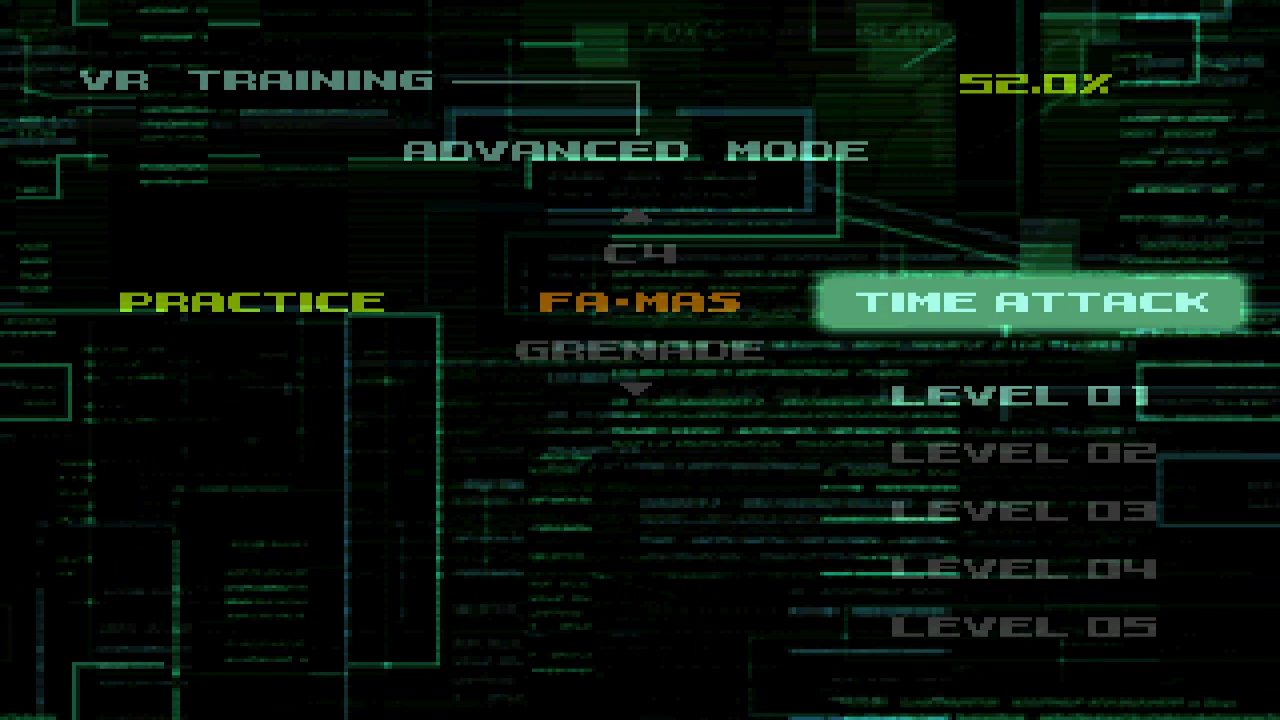 VR TRAINING
52.0%
ADVANCED MODE
C4
PRACTICE
FA-MAS
TIME ATTACK
GRENADE
LEVEL 01
LEVEL 02
LEVEL 03
LEVEL 04
LEVEL 05